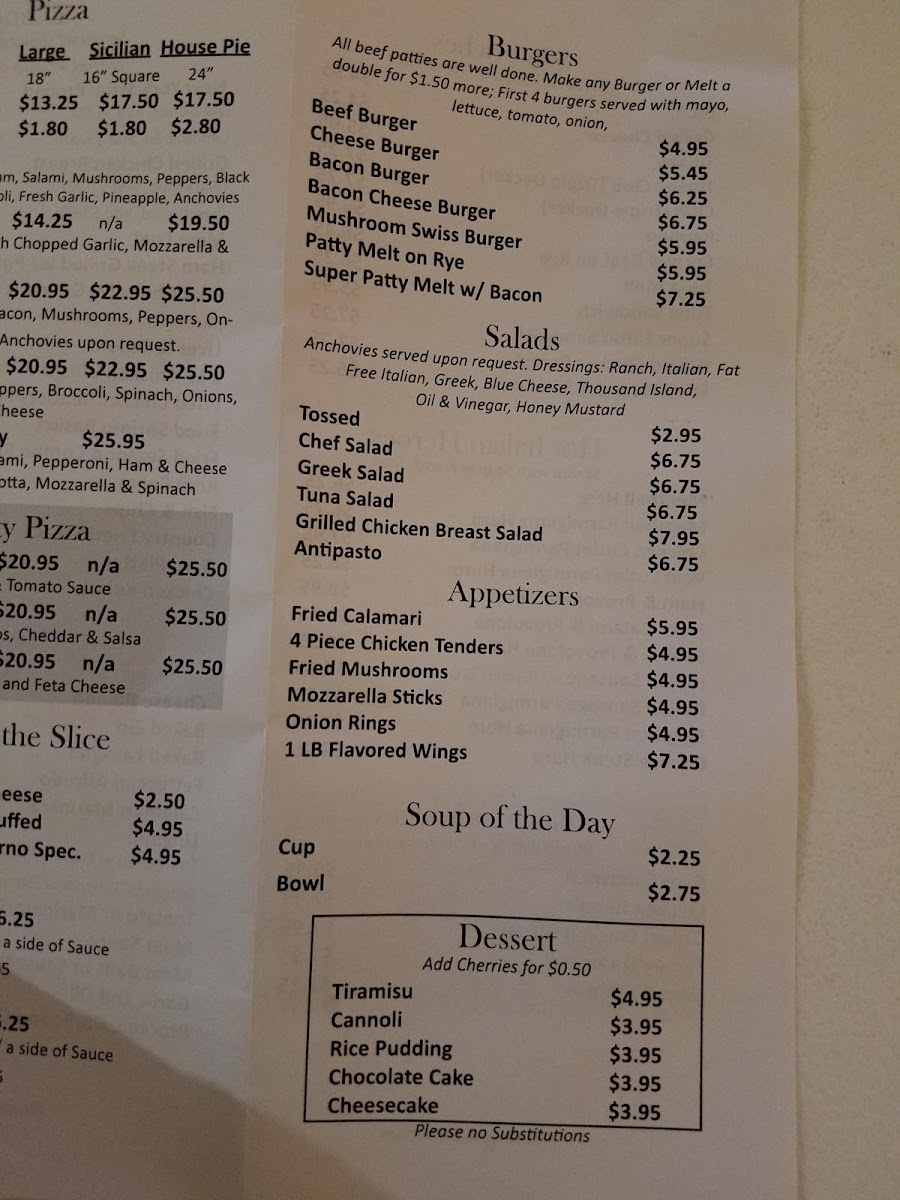 Pizza
Large Sicilian House Pie
18" 16" Square 24"
$13.25 $17.50 $17.50
$1.80 $1.80 $2.80
Salami, Mushrooms, Peppers, Black
Fresh Garlic, Pineapple, Anchovies
$14.25 n/a $19.50
Chopped Garlic, Mozzarella &
$20.95 $22.95 $25.50
Mushrooms, Peppers, On-
Anchovies upon request.
$20.95 $22.95 $25.50
Broccoli, Spinach, Onions,
$25.95
Pepperoni, Ham & Cheese
Mozzarella & Spinach
Pizza
$20.95 n/a $25.50
Tomato Sauce
$20.95 n/a $25.50
Cheddar & Salsa
$20.95 n/a $25.50
and Feta Cheese
the Slice
$2.50
$4.95
Spec. $4.95
a side of Sauce
a side of Sauce
Burgers
All beef patties are well done. Make any Burger or Melt a
double for $1.50 more; First 4 burgers served with mayo,
lettuce, tomato, onion,
Beef Burger $4.95
Cheese Burger $5.45
Bacon Burger $6.25
Bacon Cheese Burger $6.75
Mushroom Swiss Burger $5.95
Patty Melt on Rye $5.95
Super Patty Melt w/ Bacon $7.25
Salads
Anchovies served upon request. Dressings: Ranch, Italian, Fat
Free Italian, Greek, Blue Cheese, Thousand Island,
Oil & Vinegar, Honey Mustard
Tossed $2.95
Chef Salad $6.75
Greek Salad $6.75
Tuna Salad $6.75
Grilled Chicken Breast Salad $7.95
Antipasto $6.75
Appetizers
Fried Calamari $5.95
4 Piece Chicken Tenders $4.95
Fried Mushrooms $4.95
Mozzarella Sticks $4.95
Onion Rings $4.95
1 LB Flavored Wings $7.25
Soup of the Day
Cup $2.25
Bowl $2.75
Dessert
Add Cherries for $0.50
Tiramisu $4.95
Cannoli $3.95
Rice Pudding $3.95
Chocolate Cake $3.95
Cheesecake $3.95
Please no Substitutions